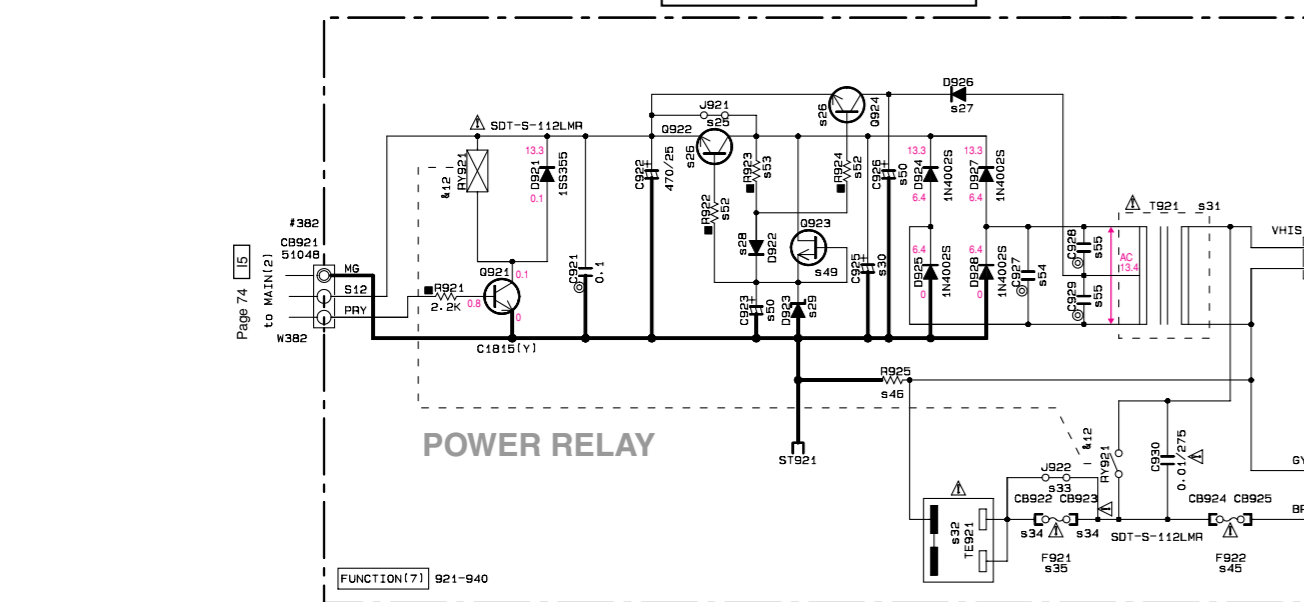 D926
s27
s26
Q924
J921
s25
⚠ SDT-S-112LMR
Q922
s26
RY921
&12
13.3
D921
1SS355
0.1
C922
470/25
R923
s53
R924
s52
C926
s50
13.3
D924
1N4002S
6.4
13.3
D927
1N4002S
6.4
R922
s52
s28
D922
Q923
s49
T921
s31
#382
CB921
51048
Page 74 I5
to MAIN(2)
W382
MG
S12
PRY
R921
2.2K
0.8
Q921
0.1
0
C1815(Y)
C921
0.1
C923
s50
D923
s29
C925
s30
6.4
D925
1N4002S
0
6.4
D928
1N4002S
0
C927
s54
C928
s55
C929
s55
AC
13.4
VHIS
R925
s46
POWER RELAY
ST921
&12
RY921
C930
0.01/275
GY
J922
s33
CB922 CB923
CB924 CB925
s32
TE921
s34
s34
SDT-S-112LMR
BR
F921
s35
F922
s45
FUNCTION(7) 921-940